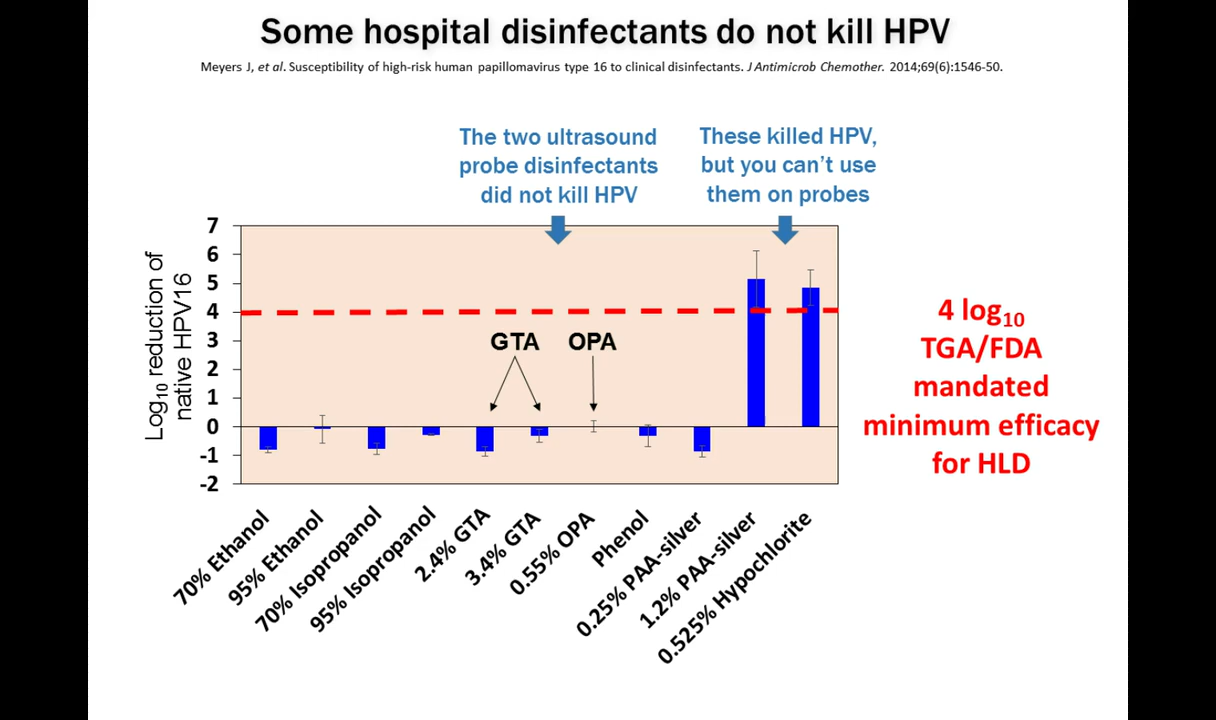 Some hospital disinfectants do not kill HPV
Meyers J, et al. Susceptibility of high-risk human papillomavirus type 16 to clinical disinfectants. J Antimicrob Chemother. 2014;69(6):1546-50.
The two ultrasound
probe disinfectants
did not kill HPV
These killed HPV,
but you can't use
them on probes
Log10 reduction of
native HPV16
7
6
5
4
3
2
1
0
-1
-2
GTA
OPA
70% Ethanol
95% Ethanol
70% Isopropanol
95% Isopropanol
2.4% GTA
3.4% GTA
0.55% OPA
Phenol
0.25% PAA-silver
1.2% PAA-silver
0.525% Hypochlorite
4 log10
TGA/FDA
mandated
minimum efficacy
for HLD